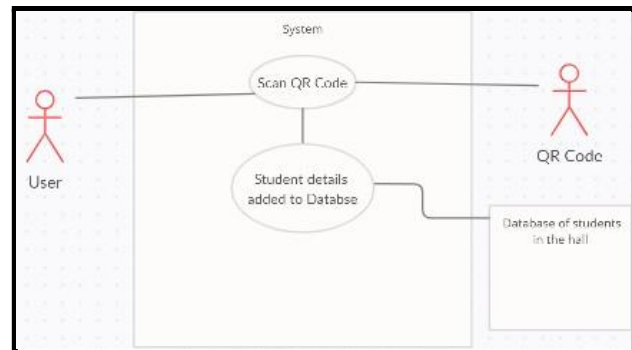 System
Scan QR Code
User
QR Code
Student details
added to Databse
Database of students
in the hall